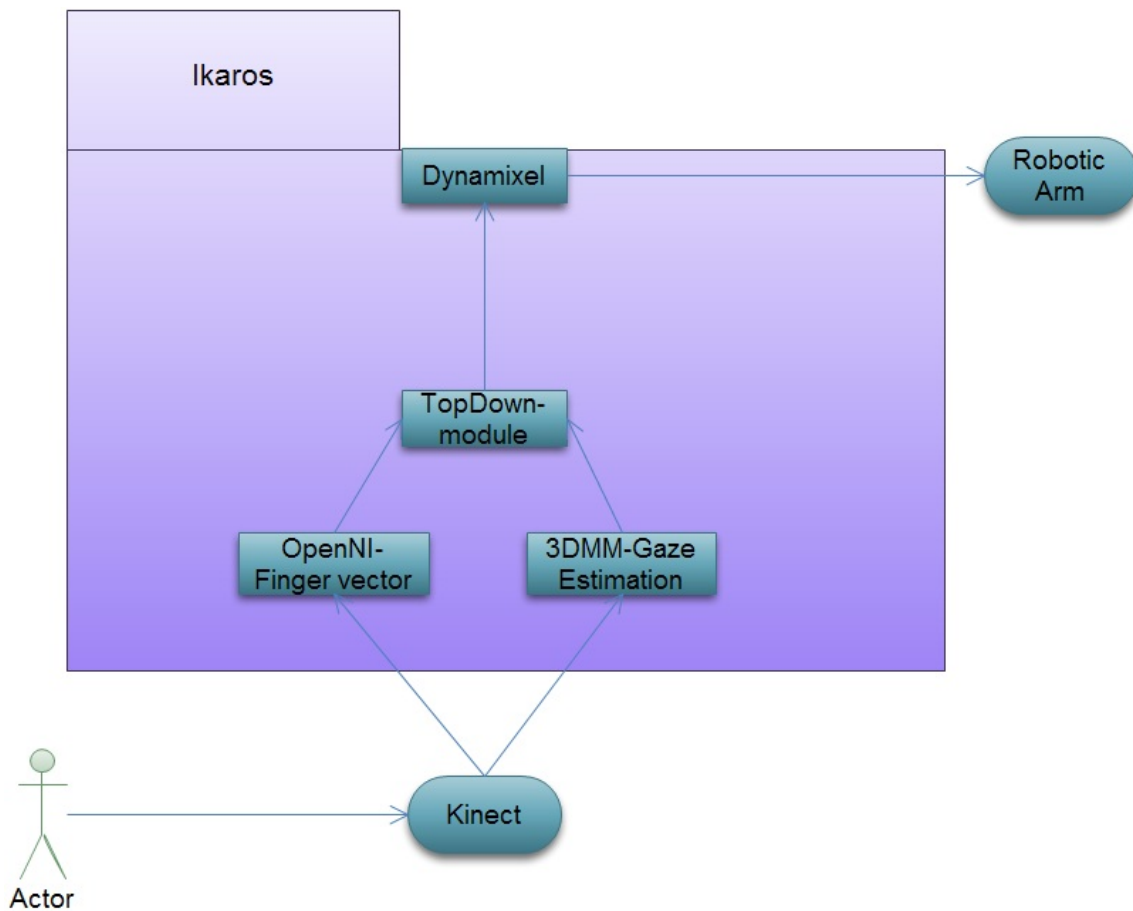 Ikaros
Dynamixel
Robotic
Arm
TopDown-
module
OpenNI-
Finger vector
3DMM-Gaze
Estimation
Kinect
Actor